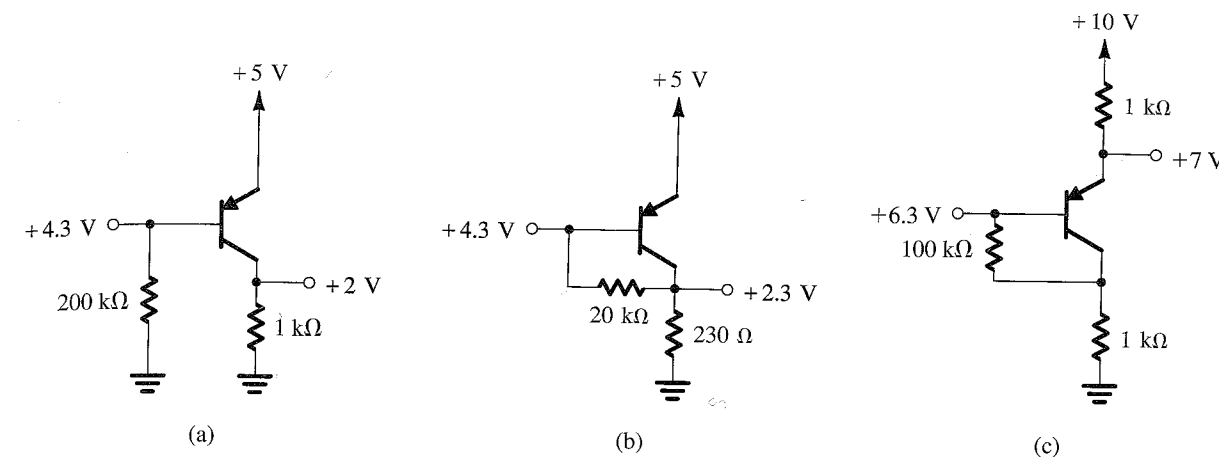 +5 V
+4.3 V
200 kΩ
+2 V
1 kΩ
(a)
+5 V
+4.3 V
20 kΩ
+2.3 V
230 Ω
(b)
+10 V
1 kΩ
+7 V
+6.3 V
100 kΩ
1 kΩ
(c)